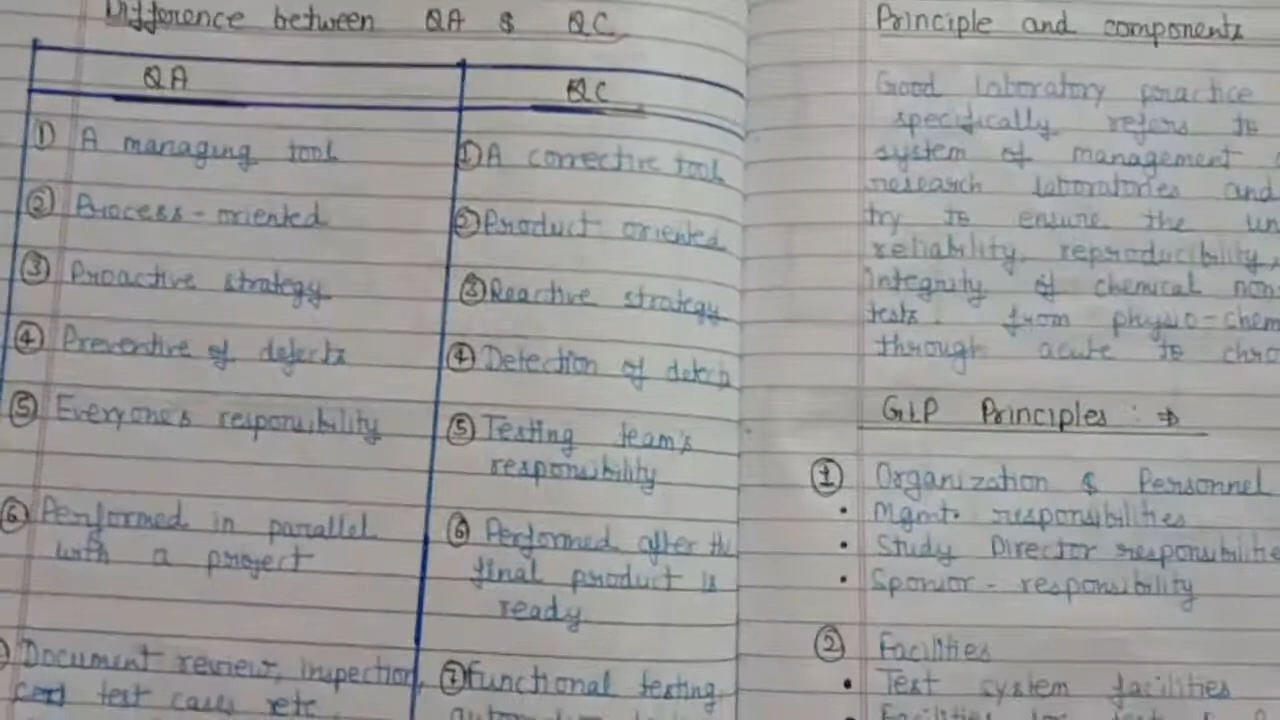 Difference between QA & QC
QA
① A managing tool
② Process-oriented
③ Proactive strategy
④ Preventive of defects
⑤ Everyone's responsibility
⑥ Performed in parallel
with a project
Document review, inspection,
test cases etc.
QC
① A corrective tool
② Product oriented
③ Reactive strategy
④ Detection of defects
⑤ Testing team's
responsibility
⑥ Performed after the
final product is
ready
⑦ Functional testing,
Principle and components
Good laboratory practice
specifically refers to
system of management
research laboratories and
try to ensure the un
reliability, reproducibility,
integrity of chemical non
tests. from physio-chem
through acute to chro
GLP Principles : ⇒
① Organization & Personnel
• Mgmt. responsibilities
• Study Director responsibilitie
• Sponsor - responsibility
② Facilities
• Test system facilities